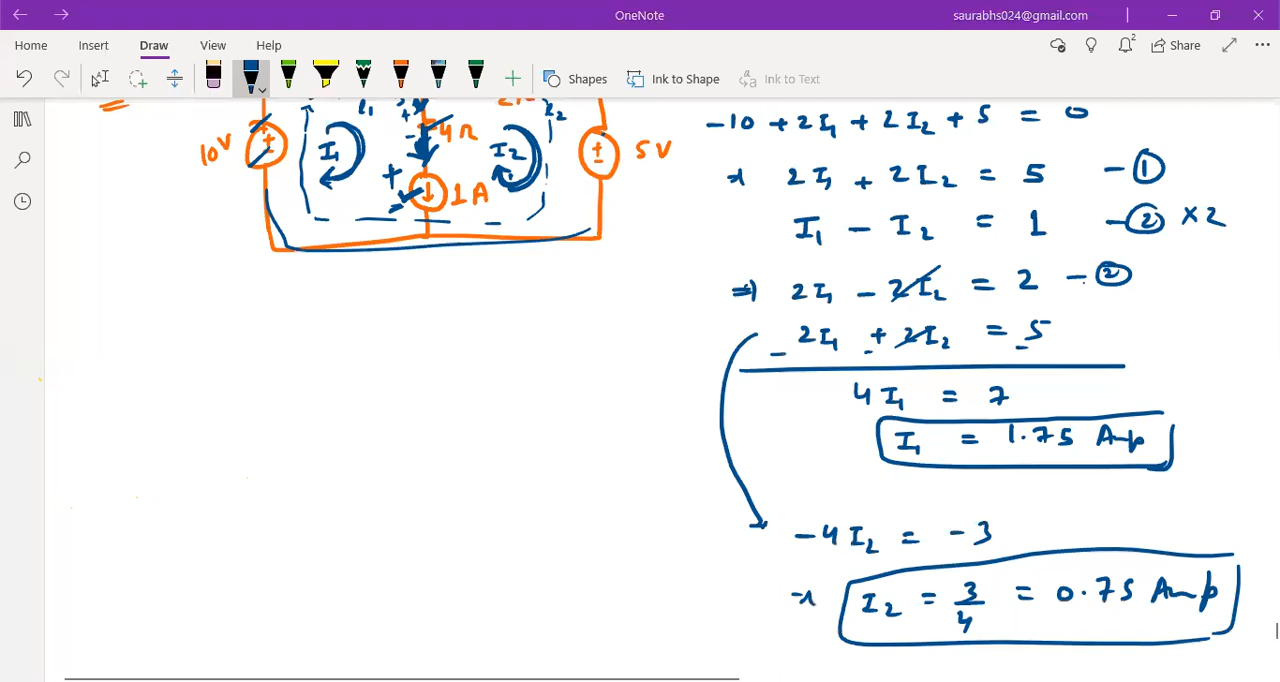 OneNote
saurabhs024@gmail.com
Home Insert Draw View Help
2
Share
Shapes
Ink to Shape
Ink to Text
10V
I₁
4Ω
I2
1A
5V
-10 + 2I₁ + 2I₂ + 5 = 0
2I₁ + 2I₂ = 5 - ①
I₁ - I₂ = 1 - ② × 2
⇒ 2I₁ - 2I₂ = 2 - ②
2I₁ + 2I₂ = 5
4I₁ = 7
I₁ = 1.75 Amp
-4I₂ = -3
I₂ = 3/4 = 0.75 Amp